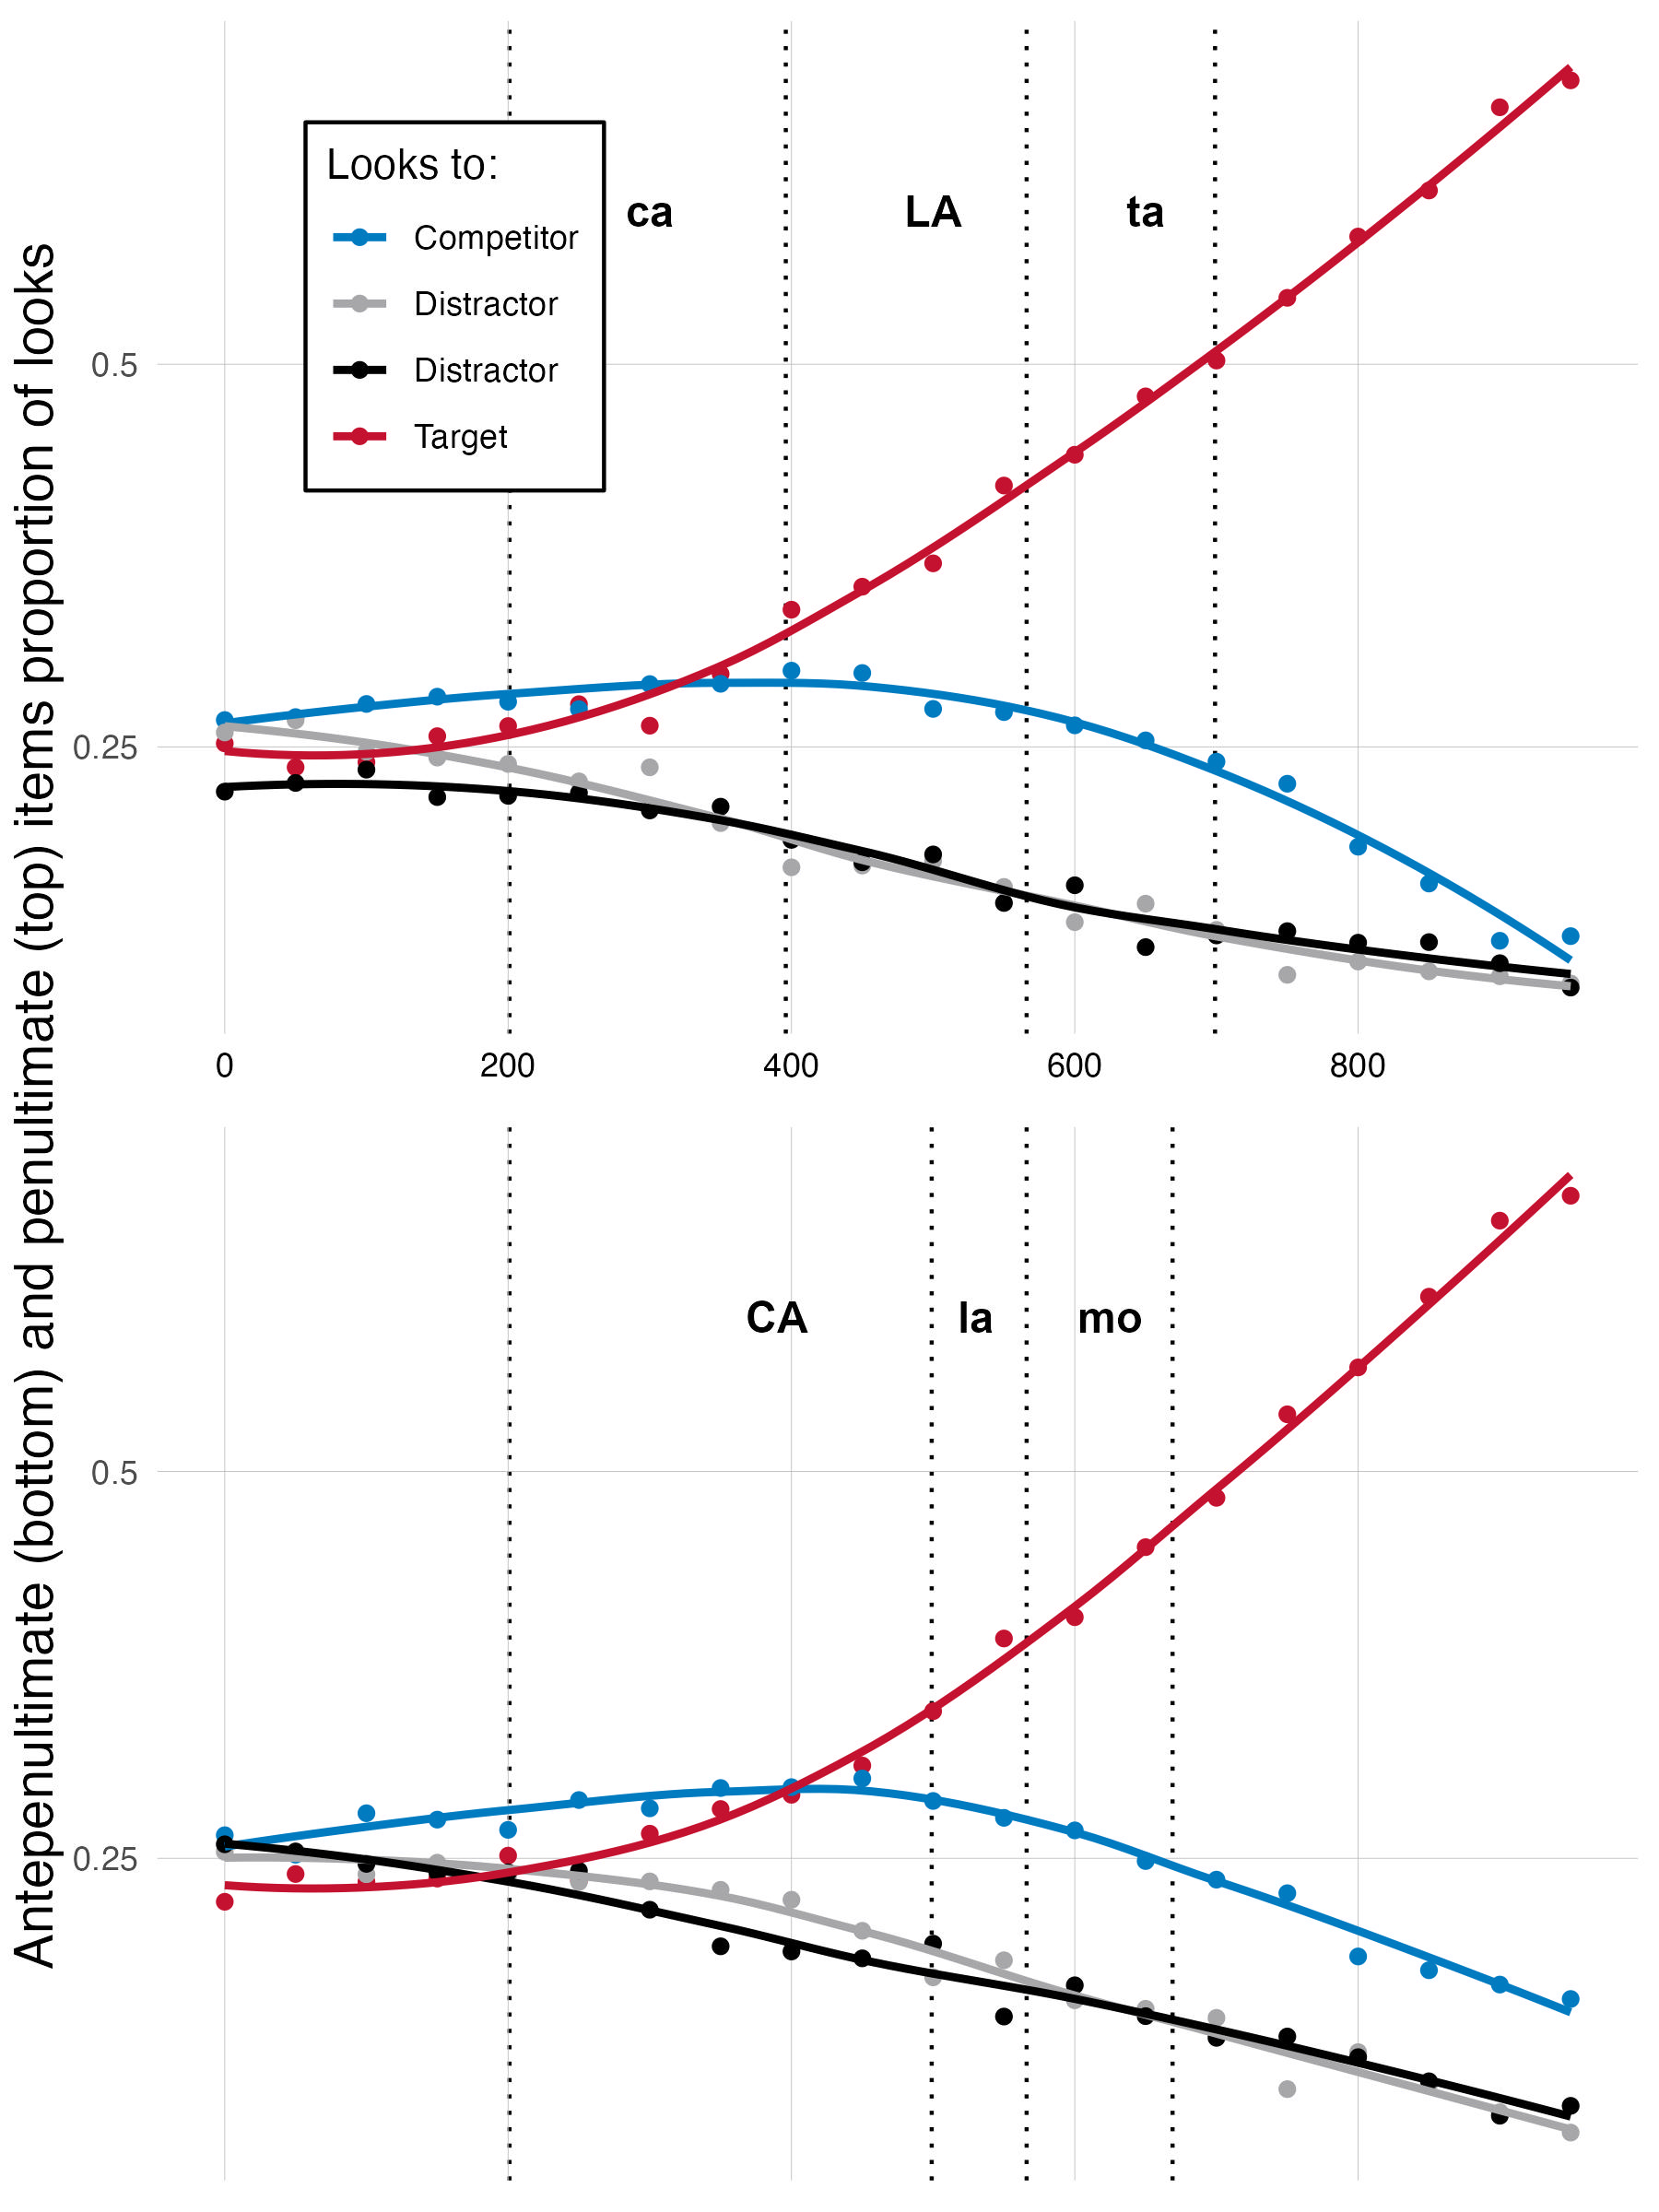 Antepenultimate (bottom) and penultimate (top) items proportion of looks
Looks to:
Competitor
Distractor
Distractor
Target
ca LA ta
0.5
0.25
0 200 400 600 800
CA la mo
0.5
0.25